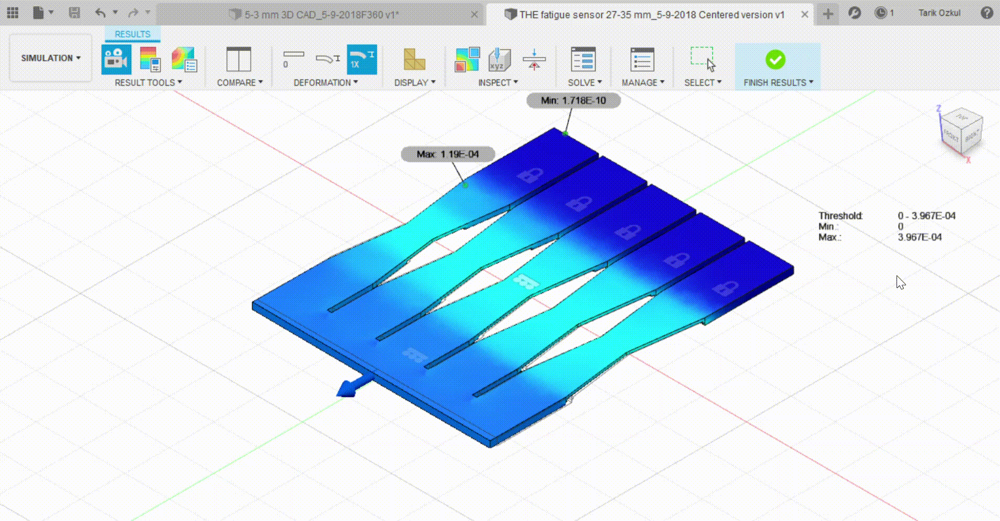 5-3 mm 3D CAD_5-9-2018F360 v1*
THE fatigue sensor 27-35 mm_5-9-2018 Centered version v1
1
Tarik Ozkul
?
RESULTS
SIMULATION
0
1X
xyz
RESULT TOOLS
COMPARE
DEFORMATION
DISPLAY
INSPECT
SOLVE
MANAGE
SELECT
FINISH RESULTS
Min: 1.718E-10
Z
TOP
FRONT
RIGHT
X
Max: 1.19E-04
Threshold: 0 - 3.967E-04
Min.: 0
Max.: 3.967E-04